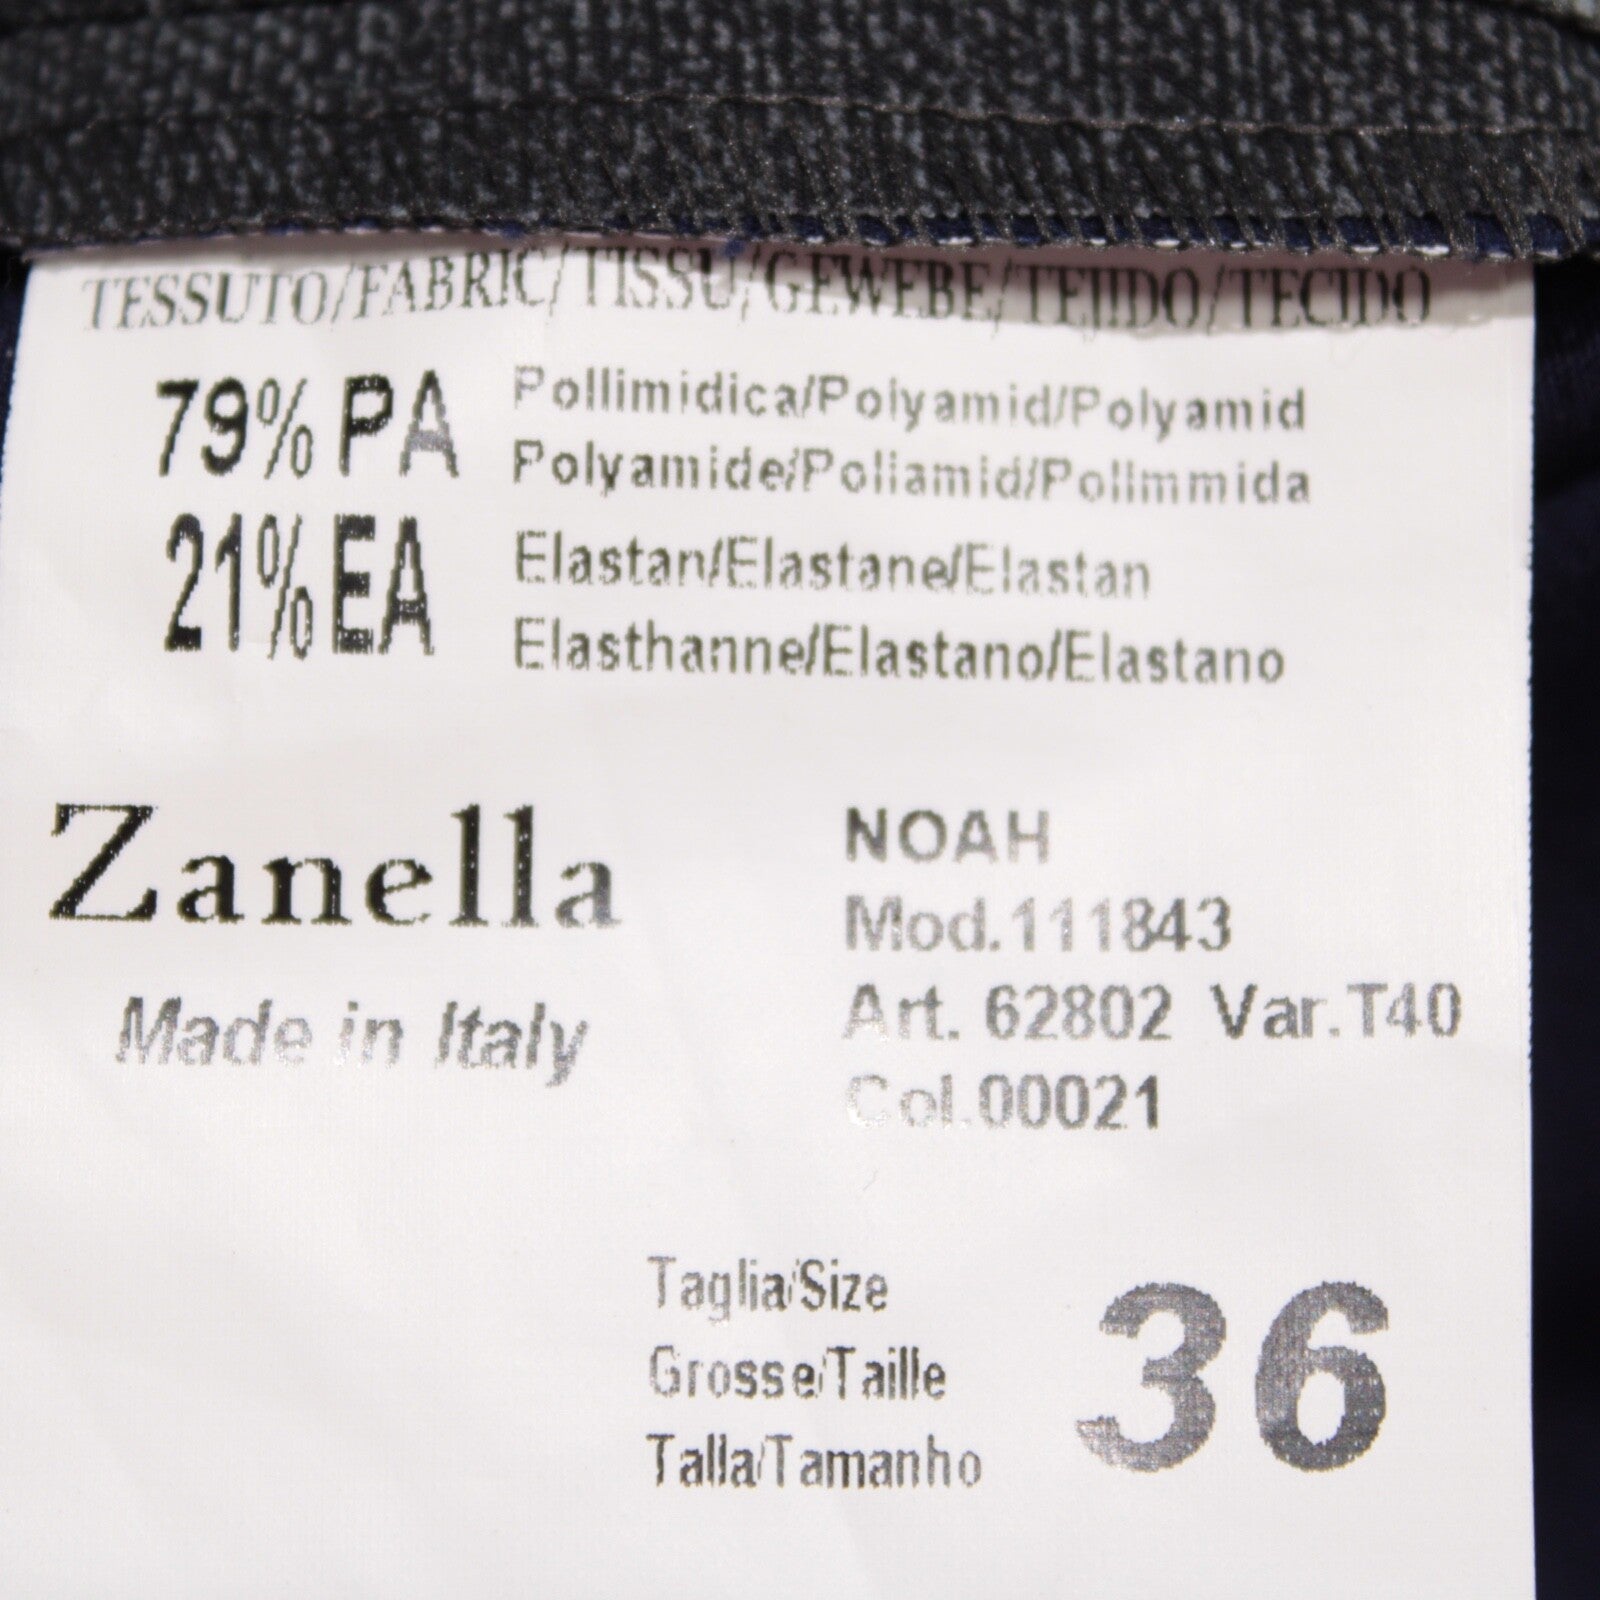 TESSUTO/FABRIC/TISSU/GEWEBE/TEJIDO/TECIDO
79% PA Pollimidica/Polyamid/Polyamid
Polyamide/Poliamid/Polimmida
21% EA Elastan/Elastane/Elastan
Elasthanne/Elastano/Elastano
Zanella
Made in Italy
NOAH
Mod.111843
Art. 62802 Var.T40
Col.00021
Taglia/Size
Grosse/Taille
Talla/Tamanho
36